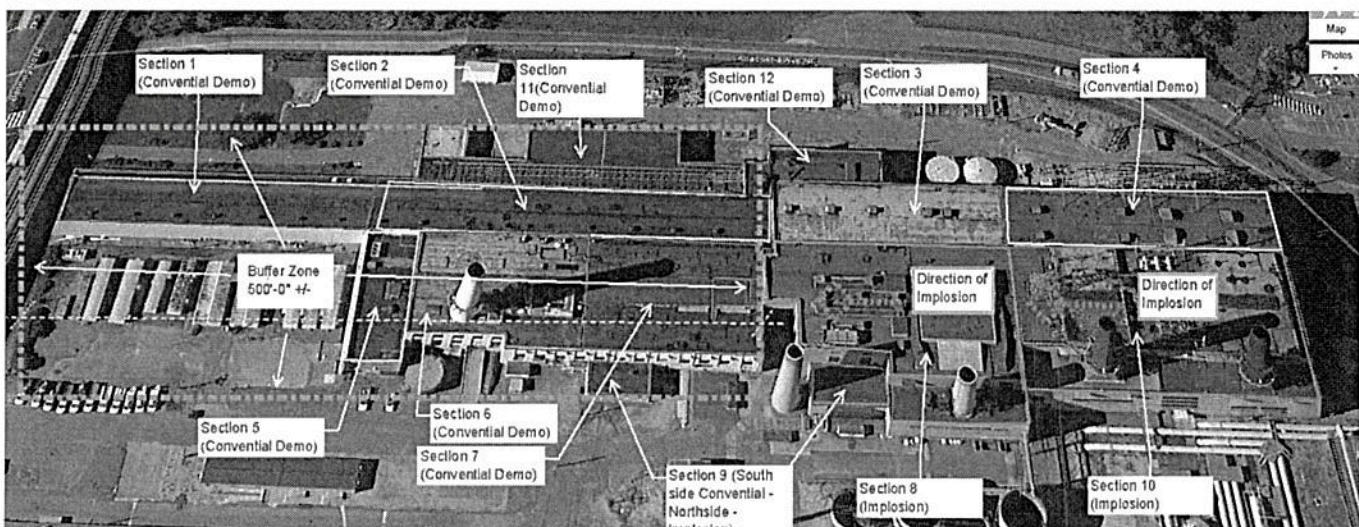 Map
Photos
Section 1
(Convential Demo)
Section 2
(Convential Demo)
Section
11(Convential
Demo)
Section 12
(Convential Demo)
Section 3
(Convential Demo)
Section 4
(Convential Demo)
Buffer Zone
500'-0" +/-
Direction of
Implosion
Direction of
Implosion
Section 5
(Convential Demo)
Section 6
(Convential Demo)
Section 7
(Convential Demo)
Section 9 (South
side Convential -
Northside -
Implosion)
Section 8
(Implosion)
Section 10
(Implosion)